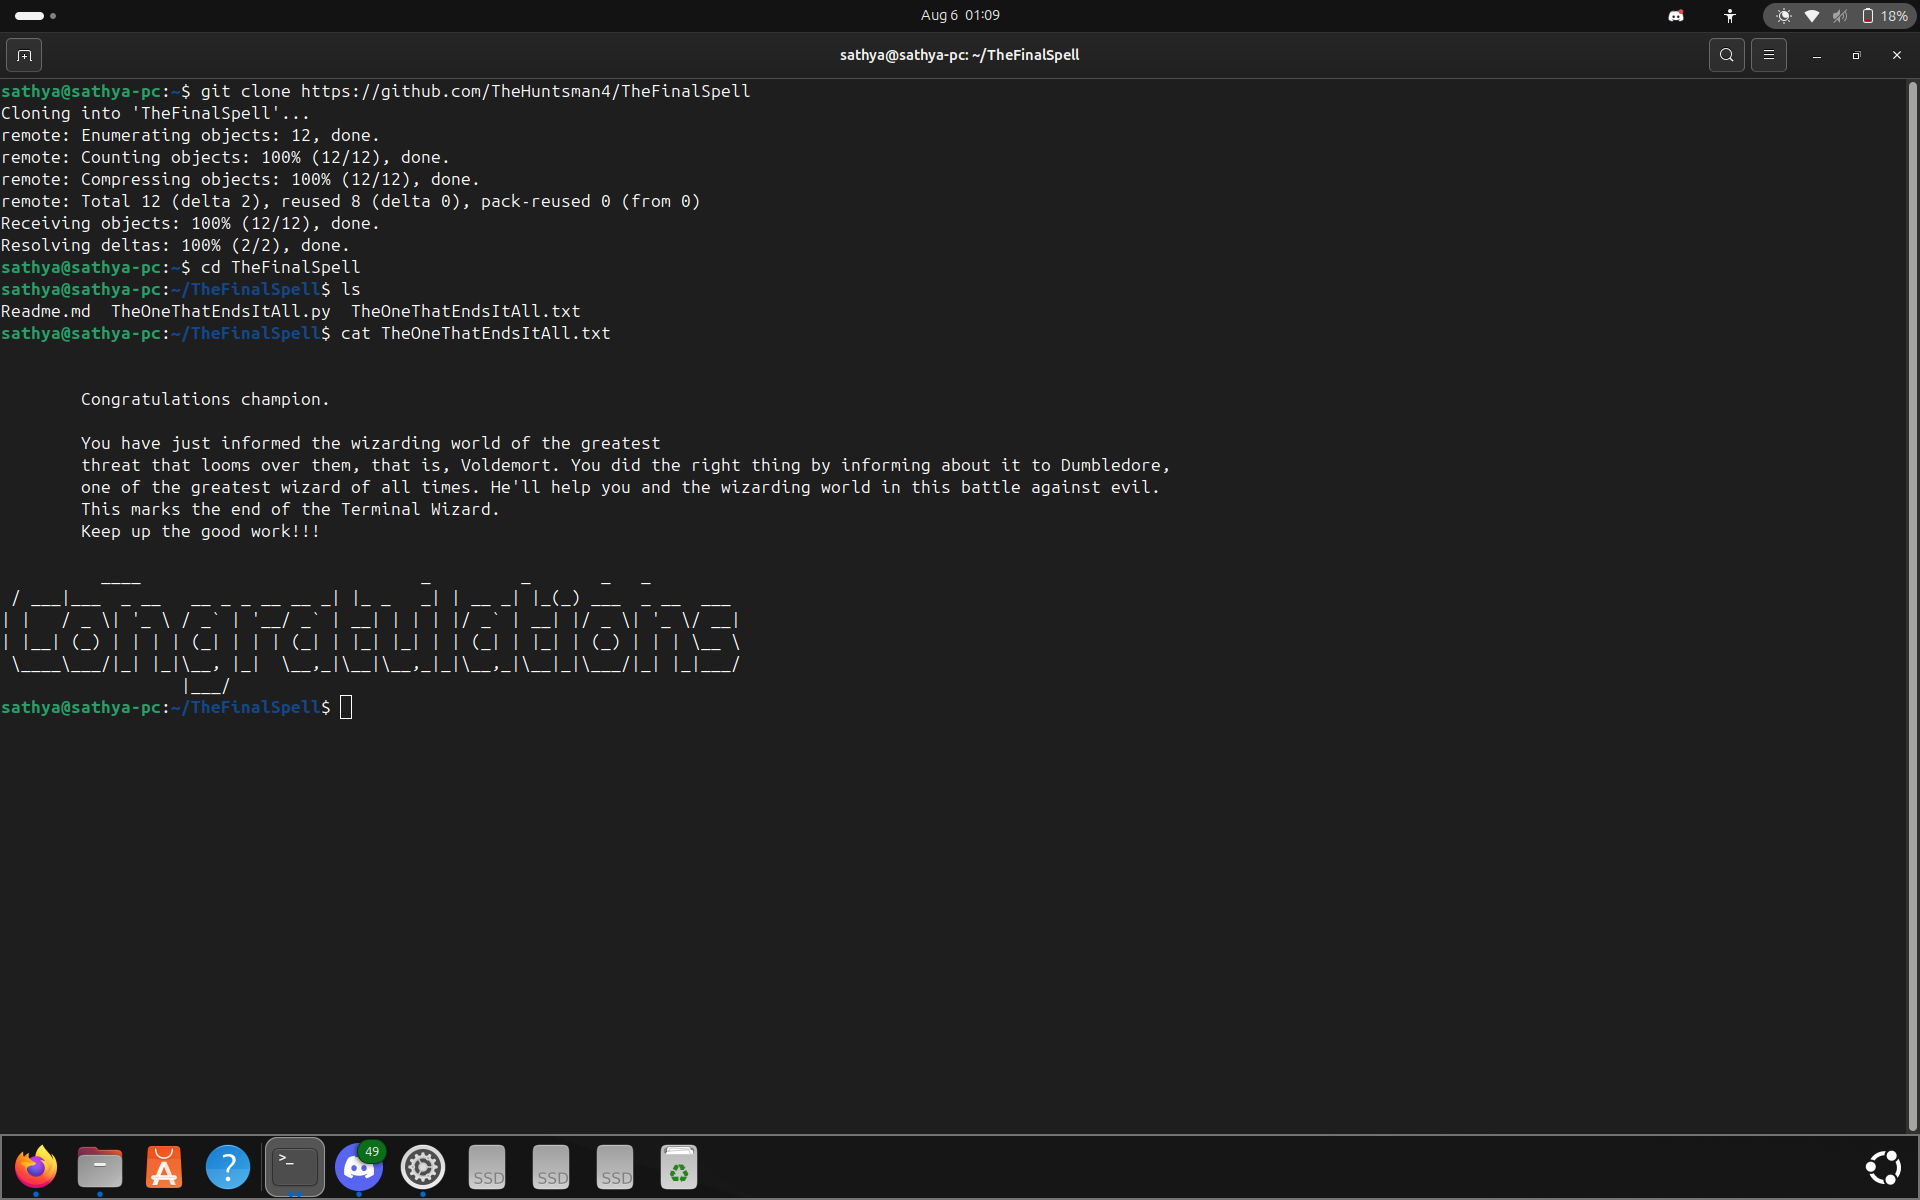 Aug 6 01:09
18%
sathya@sathya-pc: ~/TheFinalSpell
sathya@sathya-pc:~$ git clone https://github.com/TheHuntsman4/TheFinalSpell
Cloning into 'TheFinalSpell'...
remote: Enumerating objects: 12, done.
remote: Counting objects: 100% (12/12), done.
remote: Compressing objects: 100% (12/12), done.
remote: Total 12 (delta 2), reused 8 (delta 0), pack-reused 0 (from 0)
Receiving objects: 100% (12/12), done.
Resolving deltas: 100% (2/2), done.
sathya@sathya-pc:~$ cd TheFinalSpell
sathya@sathya-pc:~/TheFinalSpell$ ls
Readme.md  TheOneThatEndsItAll.py  TheOneThatEndsItAll.txt
sathya@sathya-pc:~/TheFinalSpell$ cat TheOneThatEndsItAll.txt
Congratulations champion.
You have just informed the wizarding world of the greatest
threat that looms over them, that is, Voldemort. You did the right thing by informing about it to Dumbledore,
one of the greatest wizard of all times. He'll help you and the wizarding world in this battle against evil.
This marks the end of the Terminal Wizard.
Keep up the good work!!!
Congratulations
sathya@sathya-pc:~/TheFinalSpell$
49
SSD SSD SSD